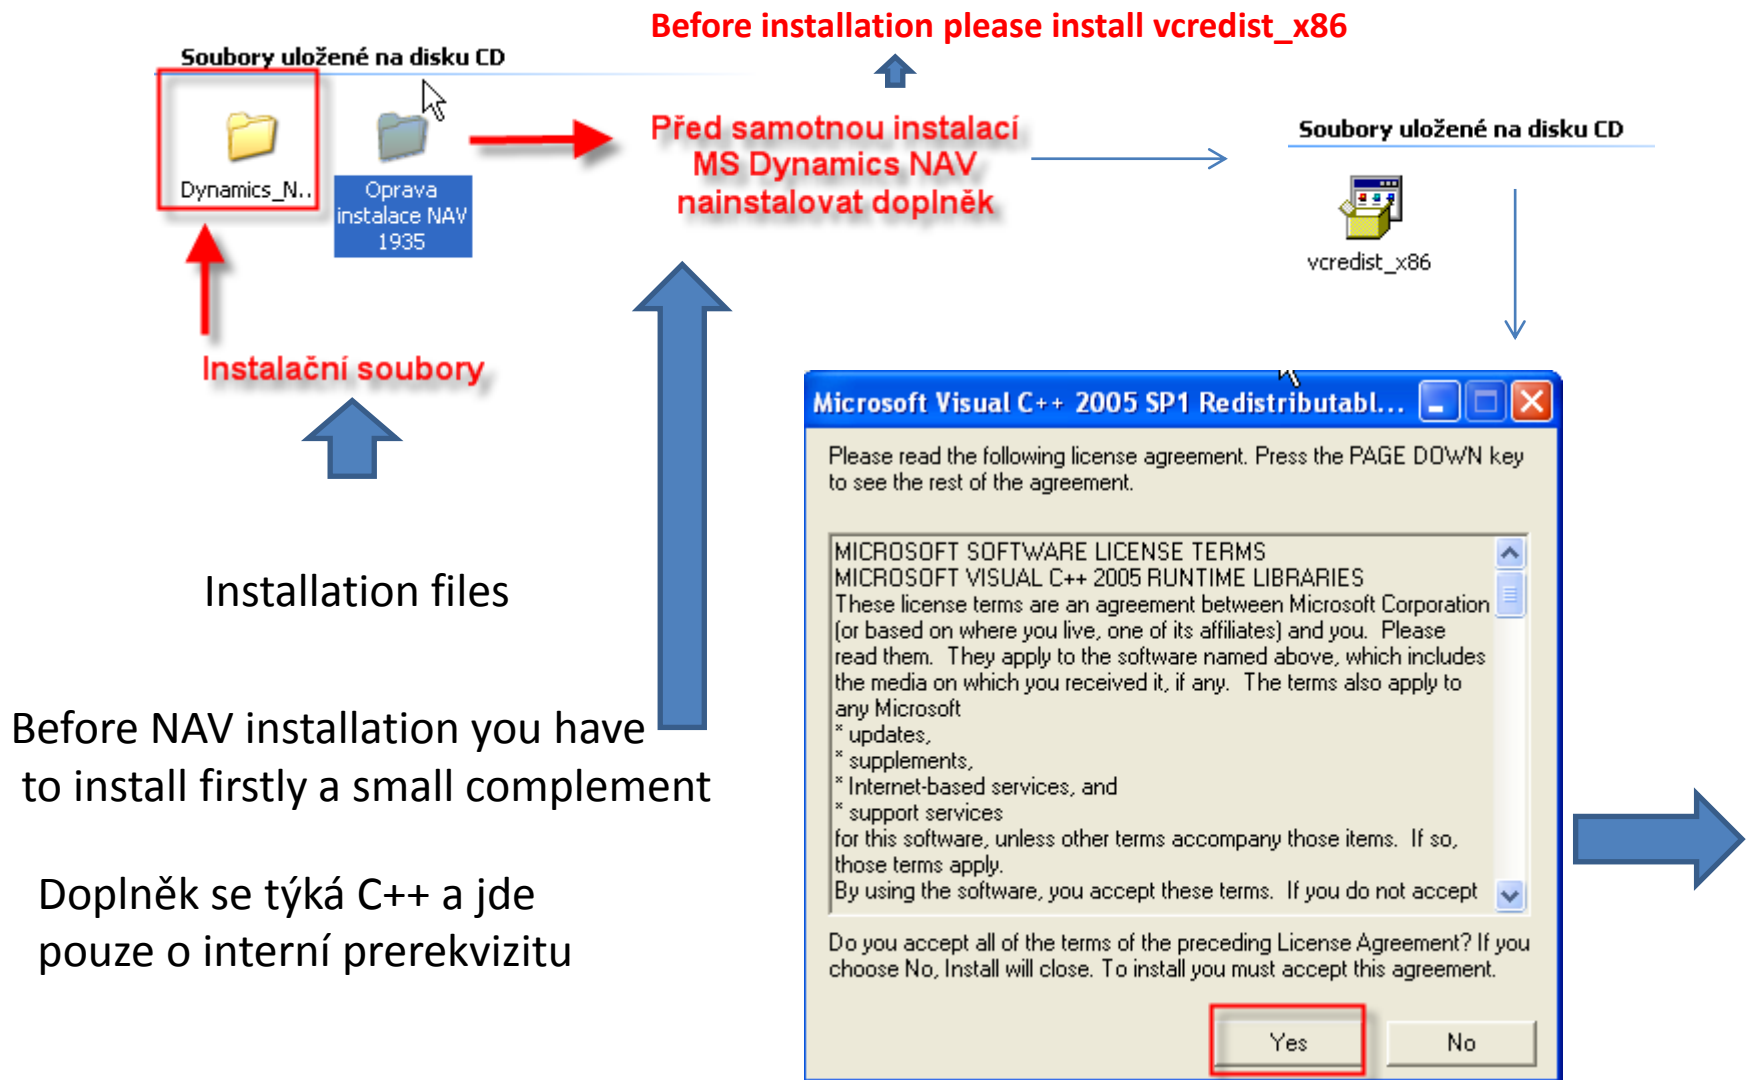 Before installation please install vcredist_x86
Soubory uložené na disku CD
Dynamics_N...
Oprava
instalace NAV
1935
Před samotnou instalací
MS Dynamics NAV
nainstalovat doplněk
Soubory uložené na disku CD
vcredist_x86
Instalační soubory
Installation files
Before NAV installation you have
to install firstly a small complement
Doplněk se týká C++ a jde
pouze o interní prerekvizitu
Microsoft Visual C++ 2005 SP1 Redistributabl...
Please read the following license agreement. Press the PAGE DOWN key
to see the rest of the agreement.
MICROSOFT SOFTWARE LICENSE TERMS
MICROSOFT VISUAL C++ 2005 RUNTIME LIBRARIES
These license terms are an agreement between Microsoft Corporation
(or based on where you live, one of its affiliates) and you.  Please
read them.  They apply to the software named above, which includes
the media on which you received it, if any.  The terms also apply to
any Microsoft
* updates,
* supplements,
* Internet-based services, and
* support services
for this software, unless other terms accompany those items.  If so,
those terms apply.
By using the software, you accept these terms.  If you do not accept
Do you accept all of the terms of the preceding License Agreement? If you
choose No, Install will close. To install you must accept this agreement.
Yes
No